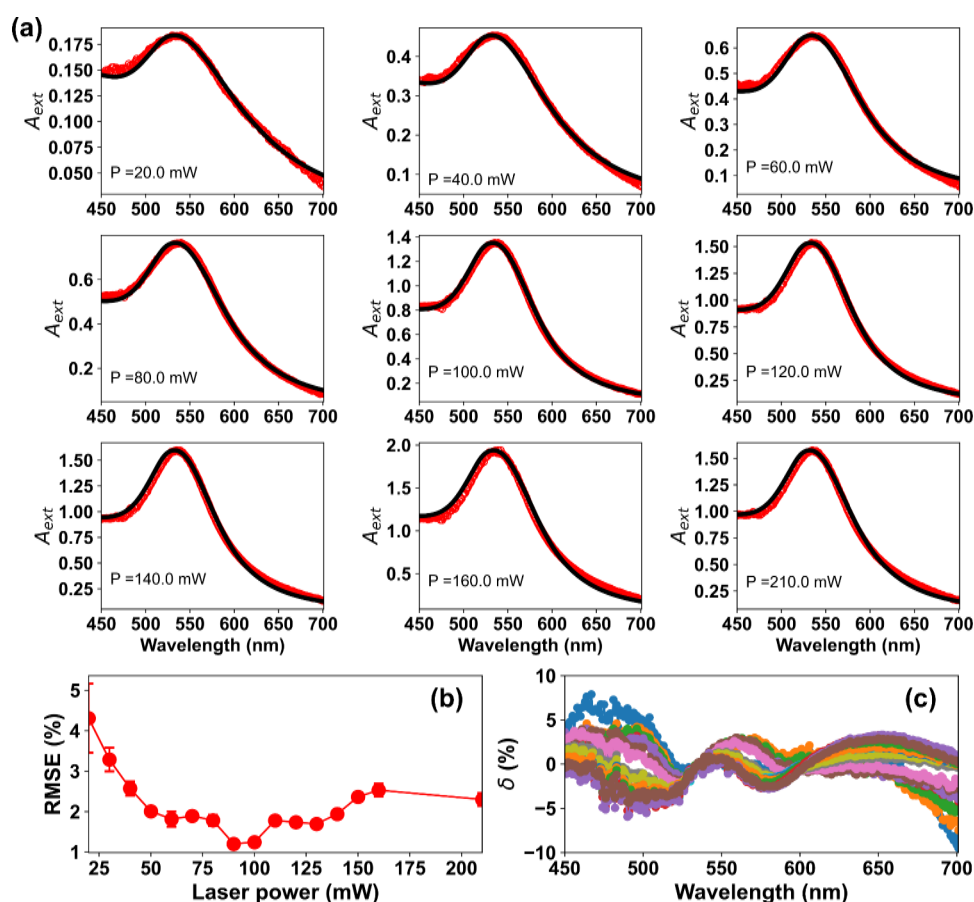 (a)
A_ext
0.175
0.150
0.125
0.100
0.075
0.050
P =20.0 mW
450 500 550 600 650 700
A_ext
0.4
0.3
0.2
0.1
P =40.0 mW
450 500 550 600 650 700
A_ext
0.6
0.5
0.4
0.3
0.2
0.1
P =60.0 mW
450 500 550 600 650 700
A_ext
0.6
0.4
0.2
P =80.0 mW
450 500 550 600 650 700
A_ext
1.4
1.2
1.0
0.8
0.6
0.4
0.2
P =100.0 mW
450 500 550 600 650 700
A_ext
1.50
1.25
1.00
0.75
0.50
0.25
P =120.0 mW
450 500 550 600 650 700
A_ext
1.50
1.25
1.00
0.75
0.50
0.25
P =140.0 mW
450 500 550 600 650 700
Wavelength (nm)
A_ext
2.0
1.5
1.0
0.5
P =160.0 mW
450 500 550 600 650 700
Wavelength (nm)
A_ext
1.50
1.25
1.00
0.75
0.50
0.25
P =210.0 mW
450 500 550 600 650 700
Wavelength (nm)
(b)
RMSE (%)
5
4
3
2
1
25 50 75 100 125 150 175 200
Laser power (mW)
(c)
δ (%)
10
5
0
−5
−10
450 500 550 600 650 700
Wavelength (nm)